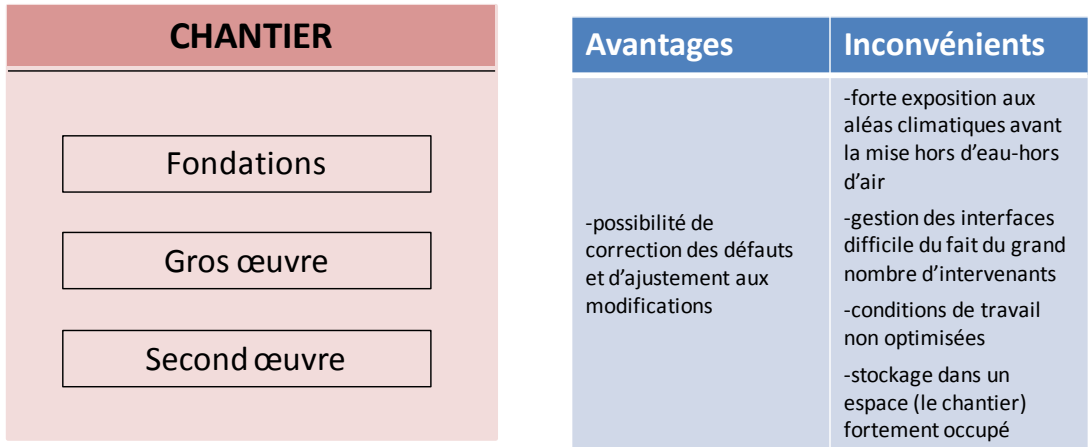 CHANTIER
Fondations
Gros œuvre
Second œuvre
Avantages
Inconvénients
-possibilité de
correction des défauts
et d'ajustement aux
modifications
-forte exposition aux
aléas climatiques avant
la mise hors d'eau-hors
d'air
-gestion des interfaces
difficile du fait du grand
nombre d'intervenants
-conditions de travail
non optimisées
-stockage dans un
espace (le chantier)
fortement occupé